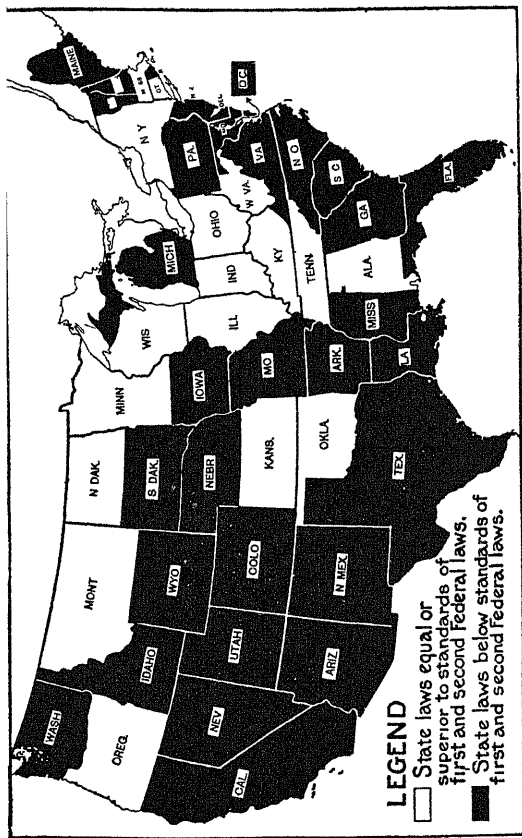 WASH
MONT
N DAK.
MINN
OREG.
IDAHO
WYO
S DAK.
WIS
MICH
N Y
MAINE
NEV
UTAH
COLO
NEBR
IOWA
ILL
IND
OHIO
PA.
CAL.
ARIZ
N MEX
KANS.
MO
KY
W VA.
VA
D.C.
N J
DEL
TEX.
OKLA.
ARK.
TENN.
N O
S C
LA
MISS
ALA.
GA
FLA.
LEGEND
State laws equal or
superior to standards of
first and second Federal laws.
State laws below standards of
first and second Federal laws.